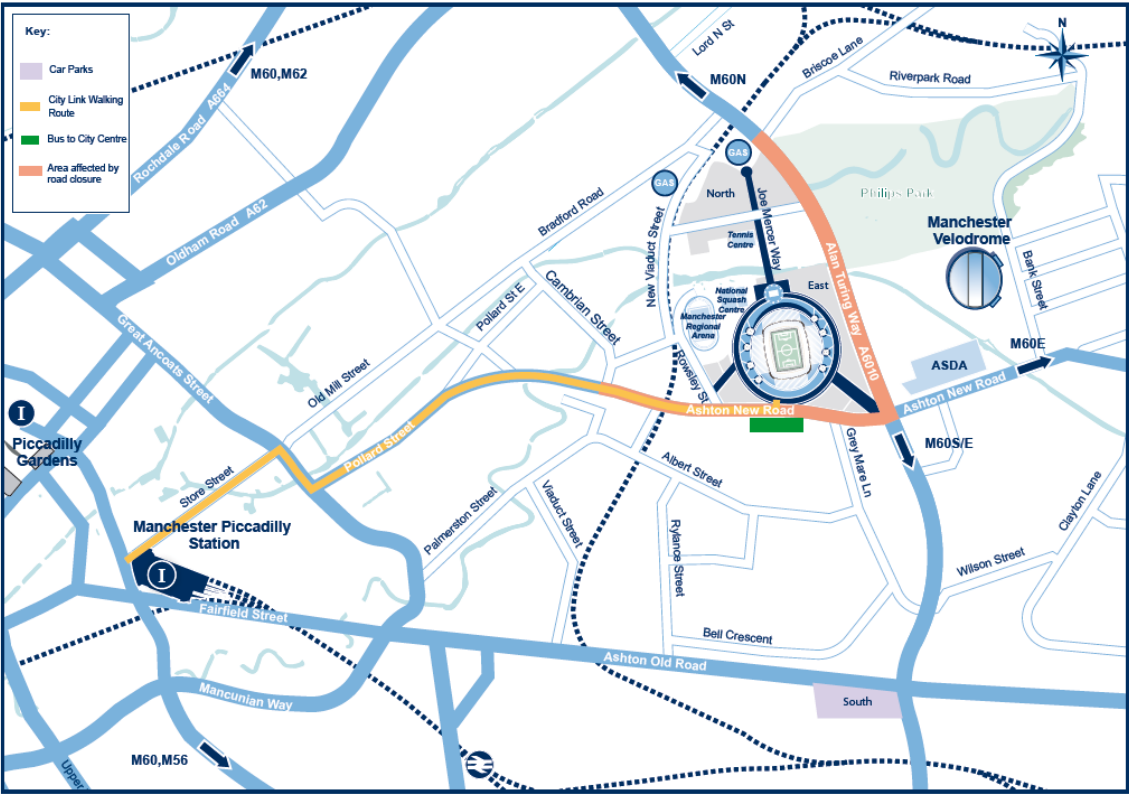 Key:
Car Parks
City Link Walking
Route
Bus to City Centre
Area affected by
road closure
M60,M62
Rochdale Road A664
Oldham Road A62
Lord N St
M60N
Briscoe Lane
Riverpark Road
N
GAS
GAS
North
Joe Mercer Way
Philips Park
Bradford Road
New Viaduct Street
Tennis
Centre
Alan Turing Way A6010
Manchester
Velodrome
Bank Street
Cambrian Street
Pollard St E
National
Squash
Centre
East
Manchester
Regional
Arena
Great Ancoats Street
Old Mill Street
Rowsley St
M60E
ASDA
Ashton New Road
Ashton New Road
I
Piccadilly
Gardens
Pollard Street
Store Street
M60S/E
Grey Mare Ln
Albert Street
Clayton Lane
Palmerston Street
Viaduct Street
Manchester Piccadilly
Station
I
Rylance Street
Wilson Street
Fairfield Street
Bell Crescent
Ashton Old Road
Mancunian Way
South
M60,M56
Upper